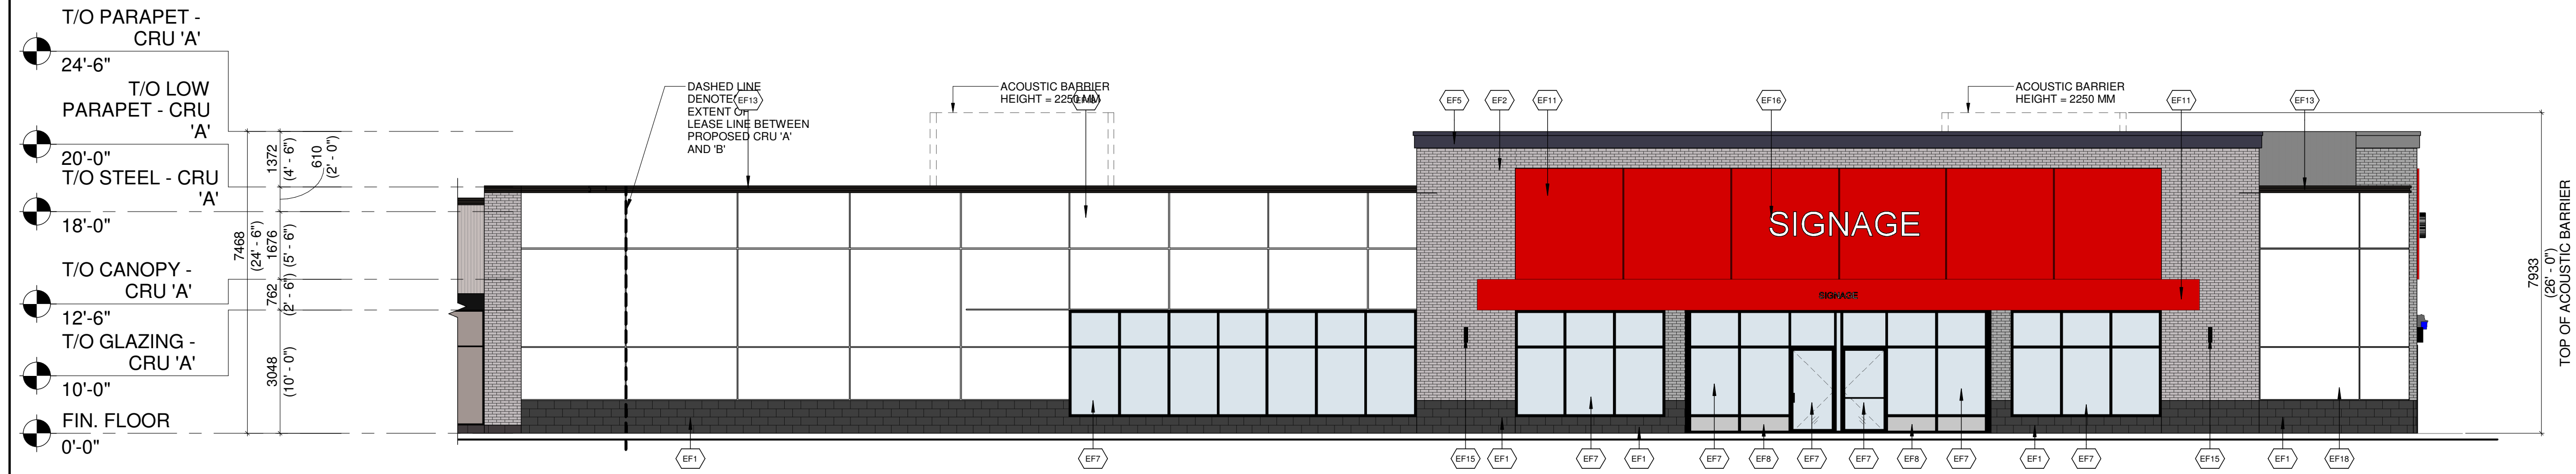 T/O PARAPET -
CRU 'A'
24'-6"
T/O LOW
PARAPET - CRU
'A'
20'-0"
T/O STEEL - CRU
'A'
18'-0"
T/O CANOPY -
CRU 'A'
12'-6"
T/O GLAZING -
CRU 'A'
10'-0"
FIN. FLOOR
0'-0"
7468
(24' - 6")
1372
(4' - 6")
610
(2' - 0")
1676
(5' - 6")
762
(2' - 6")
3048
(10' - 0")
DASHED LINE
DENOTE
EXTENT OF
LEASE LINE BETWEEN
PROPOSED CRU 'A'
AND 'B'
EF13
ACOUSTIC BARRIER
HEIGHT = 2250 MM
EF5
EF2
EF11
EF16
ACOUSTIC BARRIER
HEIGHT = 2250 MM
EF11
EF13
SIGNAGE
SIGNAGE
7933
(26' - 0")
TOP OF ACOUSTIC BARRIER
EF1
EF7
EF15
EF1
EF7
EF1
EF7
EF8
EF7
EF7
EF8
EF7
EF1
EF7
EF15
EF1
EF18